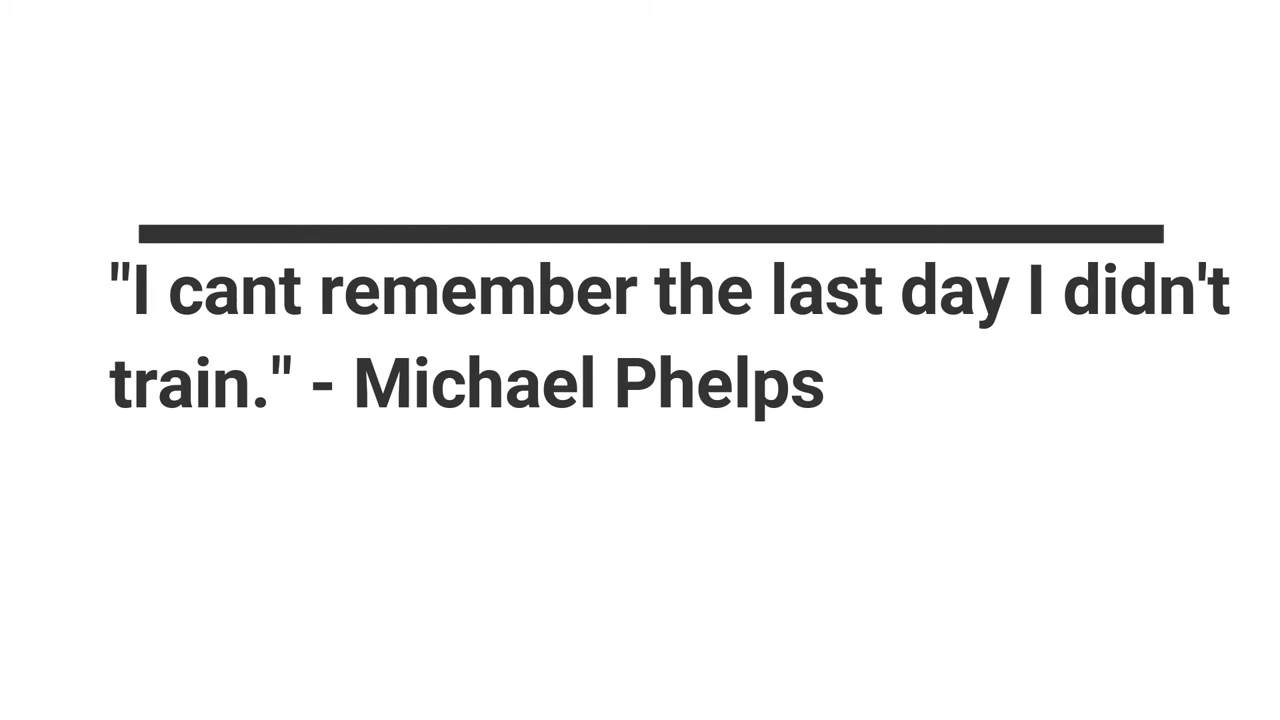 "I cant remember the last day I didn't
train." - Michael Phelps